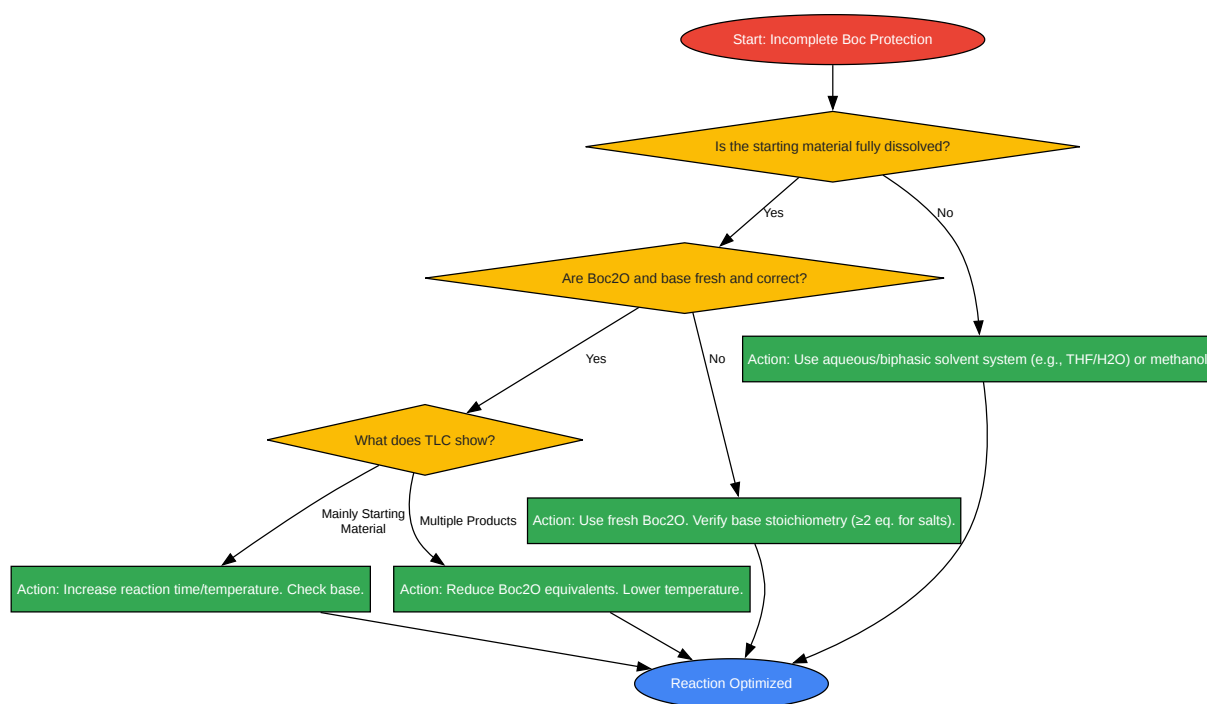 Start: Incomplete Boc Protection
Is the starting material fully dissolved?
Yes
No
Are Boc2O and base fresh and correct?
Yes
No
Action: Use aqueous/biphasic solvent system (e.g., THF/H2O) or methanol
What does TLC show?
Mainly Starting
Material
Multiple Products
Action: Use fresh Boc2O. Verify base stoichiometry (≥2 eq. for salts).
Action: Increase reaction time/temperature. Check base.
Action: Reduce Boc2O equivalents. Lower temperature.
Reaction Optimized